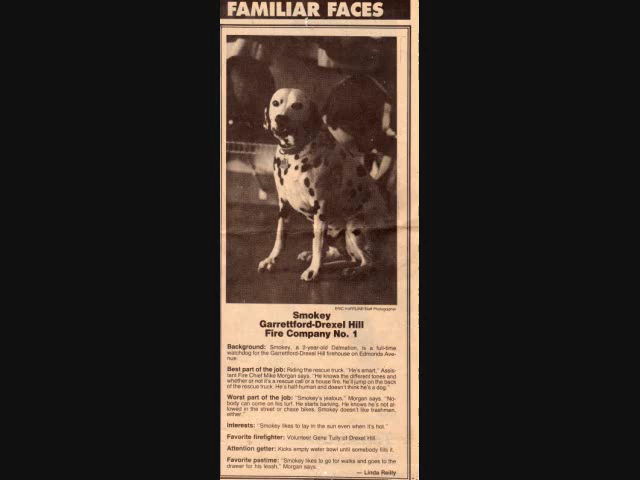 FAMILIAR FACES
ERIC HARTLINE/Staff Photographer
Smokey
Garrettford-Drexel Hill
Fire Company No. 1
Background: Smokey, a 2-year-old Dalmation, is a full-time
watchdog for the Garrettford-Drexel Hill firehouse on Edmonds Ave-
nue.
Best part of the job: Riding the rescue truck. "He's smart," Assis-
tant Fire Chief Mike Morgan says. "He knows the different tones and
whether or not it's a rescue call or a house fire, he'll jump on the back
of the rescue truck. He's half-human and doesn't think he's a dog."
Worst part of the job: "Smokey's jealous," Morgan says. "No-
body can come on his turf. He starts barking. He knows he's not al-
lowed in the street or chase bikes. Smokey doesn't like freshmen,
either."
Interests: "Smokey likes to lay in the sun even when it's hot."
Favorite firefighter: Volunteer Gene Tully of Drexel Hill.
Attention getter: Kicks empty water bowl until somebody fills it.
Favorite pastime: "Smokey likes to go for walks and goes to the
drawer for his leash," Morgan says.
— Linda Reilly